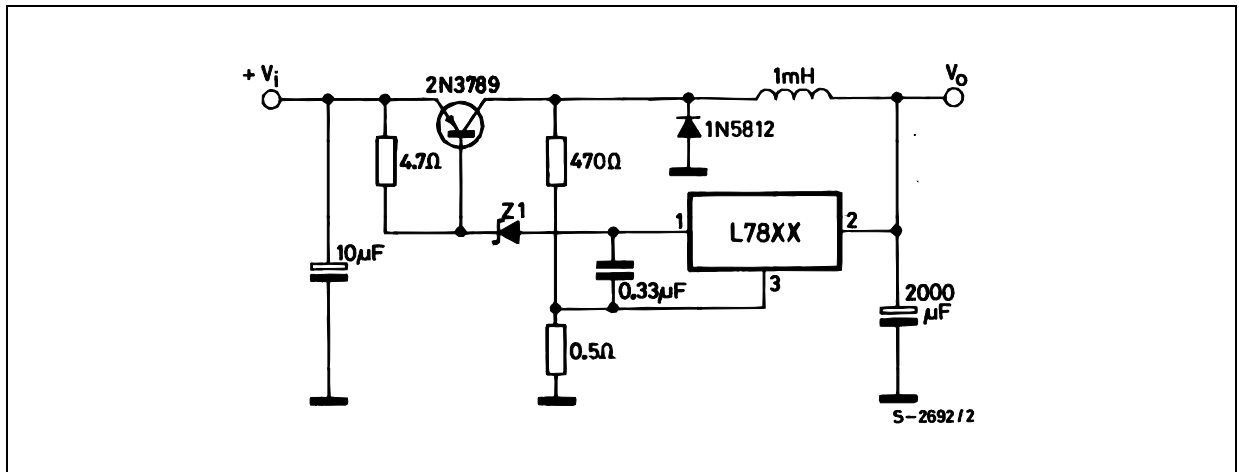 + Vi
2N3789
1mH
Vo
4.7Ω
470Ω
1N5812
Z1
1
L78XX
2
10µF
0.33µF
3
2000
µF
0.5Ω
S-2692/2